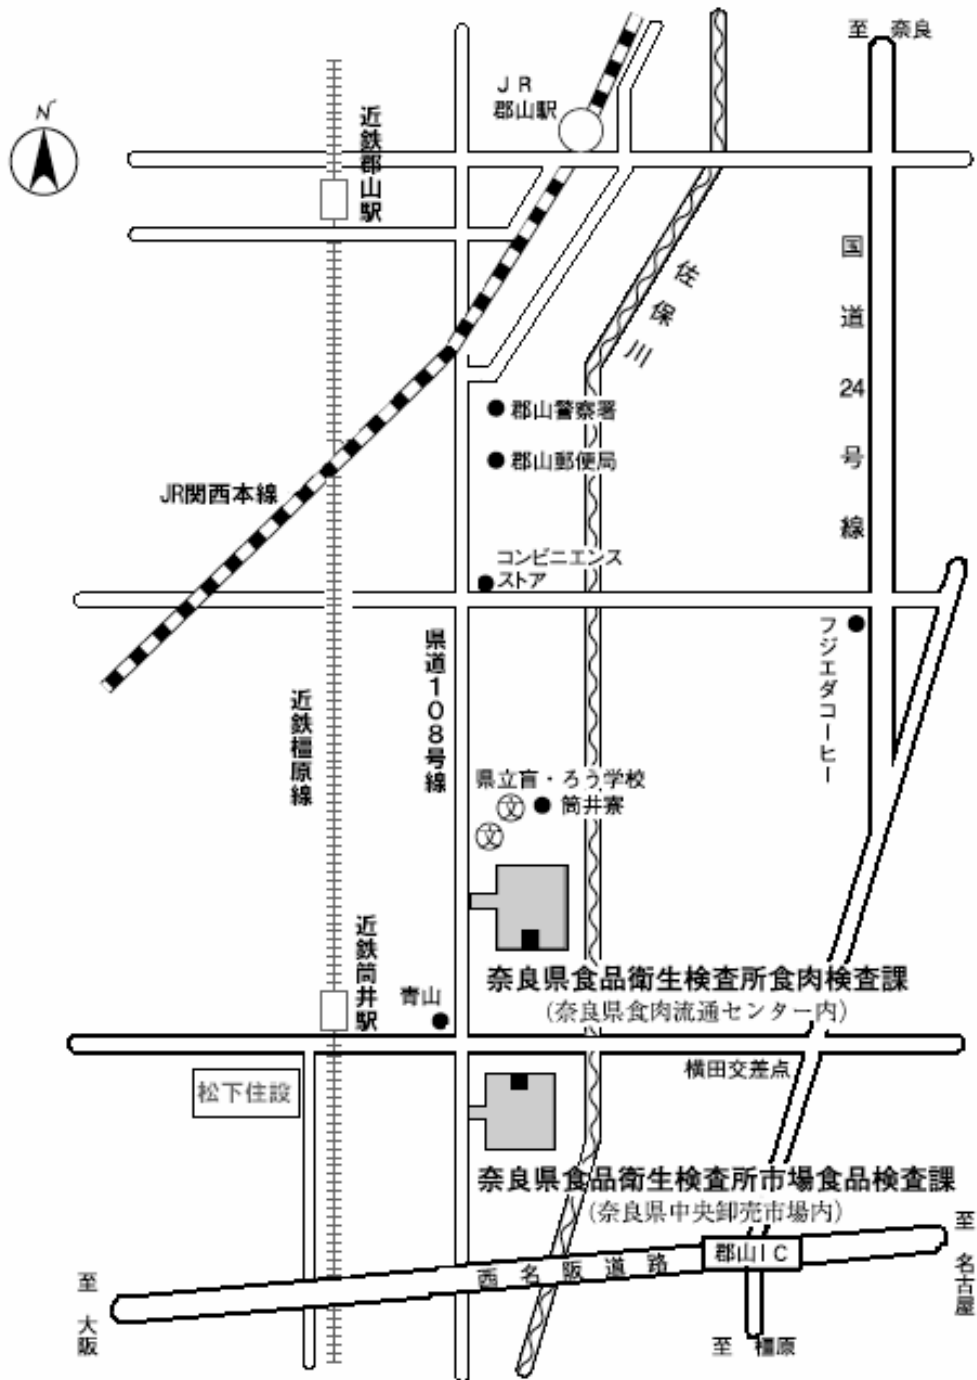 至 奈良
N
ＪＲ
郡山駅
近鉄郡山駅
国道24号線
佐保川
郡山警察署
郡山郵便局
JR関西本線
コンビニエンス
ストア
フジエダコーヒー
県道１０８号線
近鉄橿原線
県立盲・ろう学校
文
筒井寮
文
近鉄筒井駅
青山
奈良県食品衛生検査所食肉検査課
(奈良県食肉流通センター内)
横田交差点
松下住設
奈良県食品衛生検査所市場食品検査課
(奈良県中央卸売市場内)
至 名古屋
郡山ＩＣ
西名阪道路
至 大阪
至 橿原